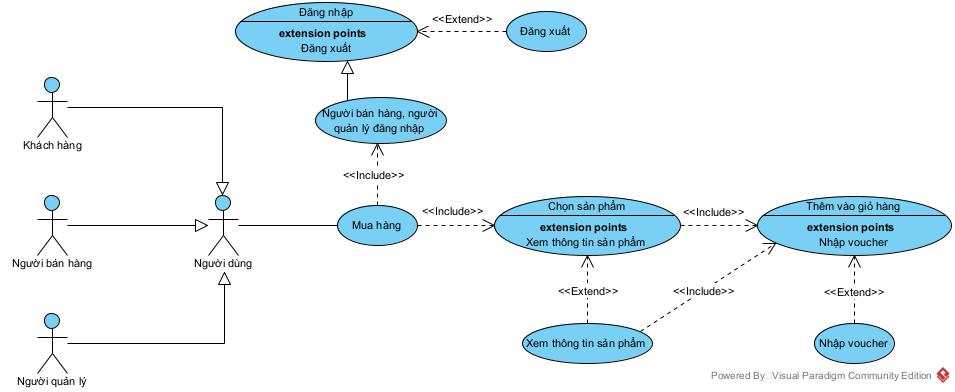 Đăng nhập
extension points
Đăng xuất
<<Extend>>
Đăng xuất
Khách hàng
Người bán hàng, người
quản lý đăng nhập
<<Include>>
Người bán hàng
Người dùng
Mua hàng
<<Include>>
Chọn sản phẩm
extension points
Xem thông tin sản phẩm
<<Include>>
Thêm vào giỏ hàng
extension points
Nhập voucher
<<Extend>>
<<Include>>
<<Extend>>
Người quản lý
Xem thông tin sản phẩm
Nhập voucher
Powered By Visual Paradigm Community Edition